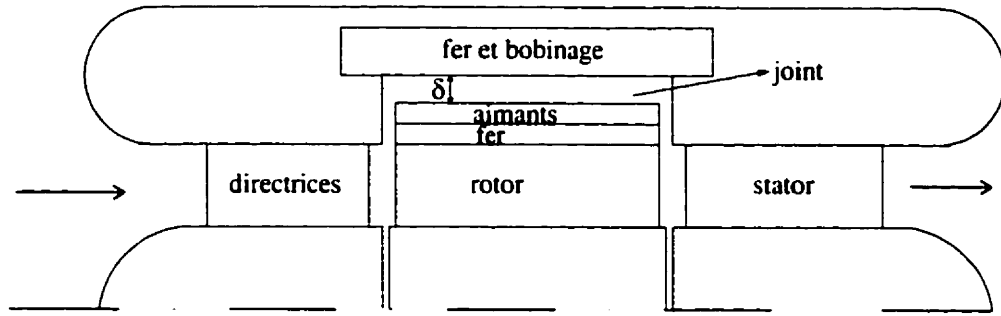 fer et bobinage
joint
δ
aimants
fer
directrices
rotor
stator